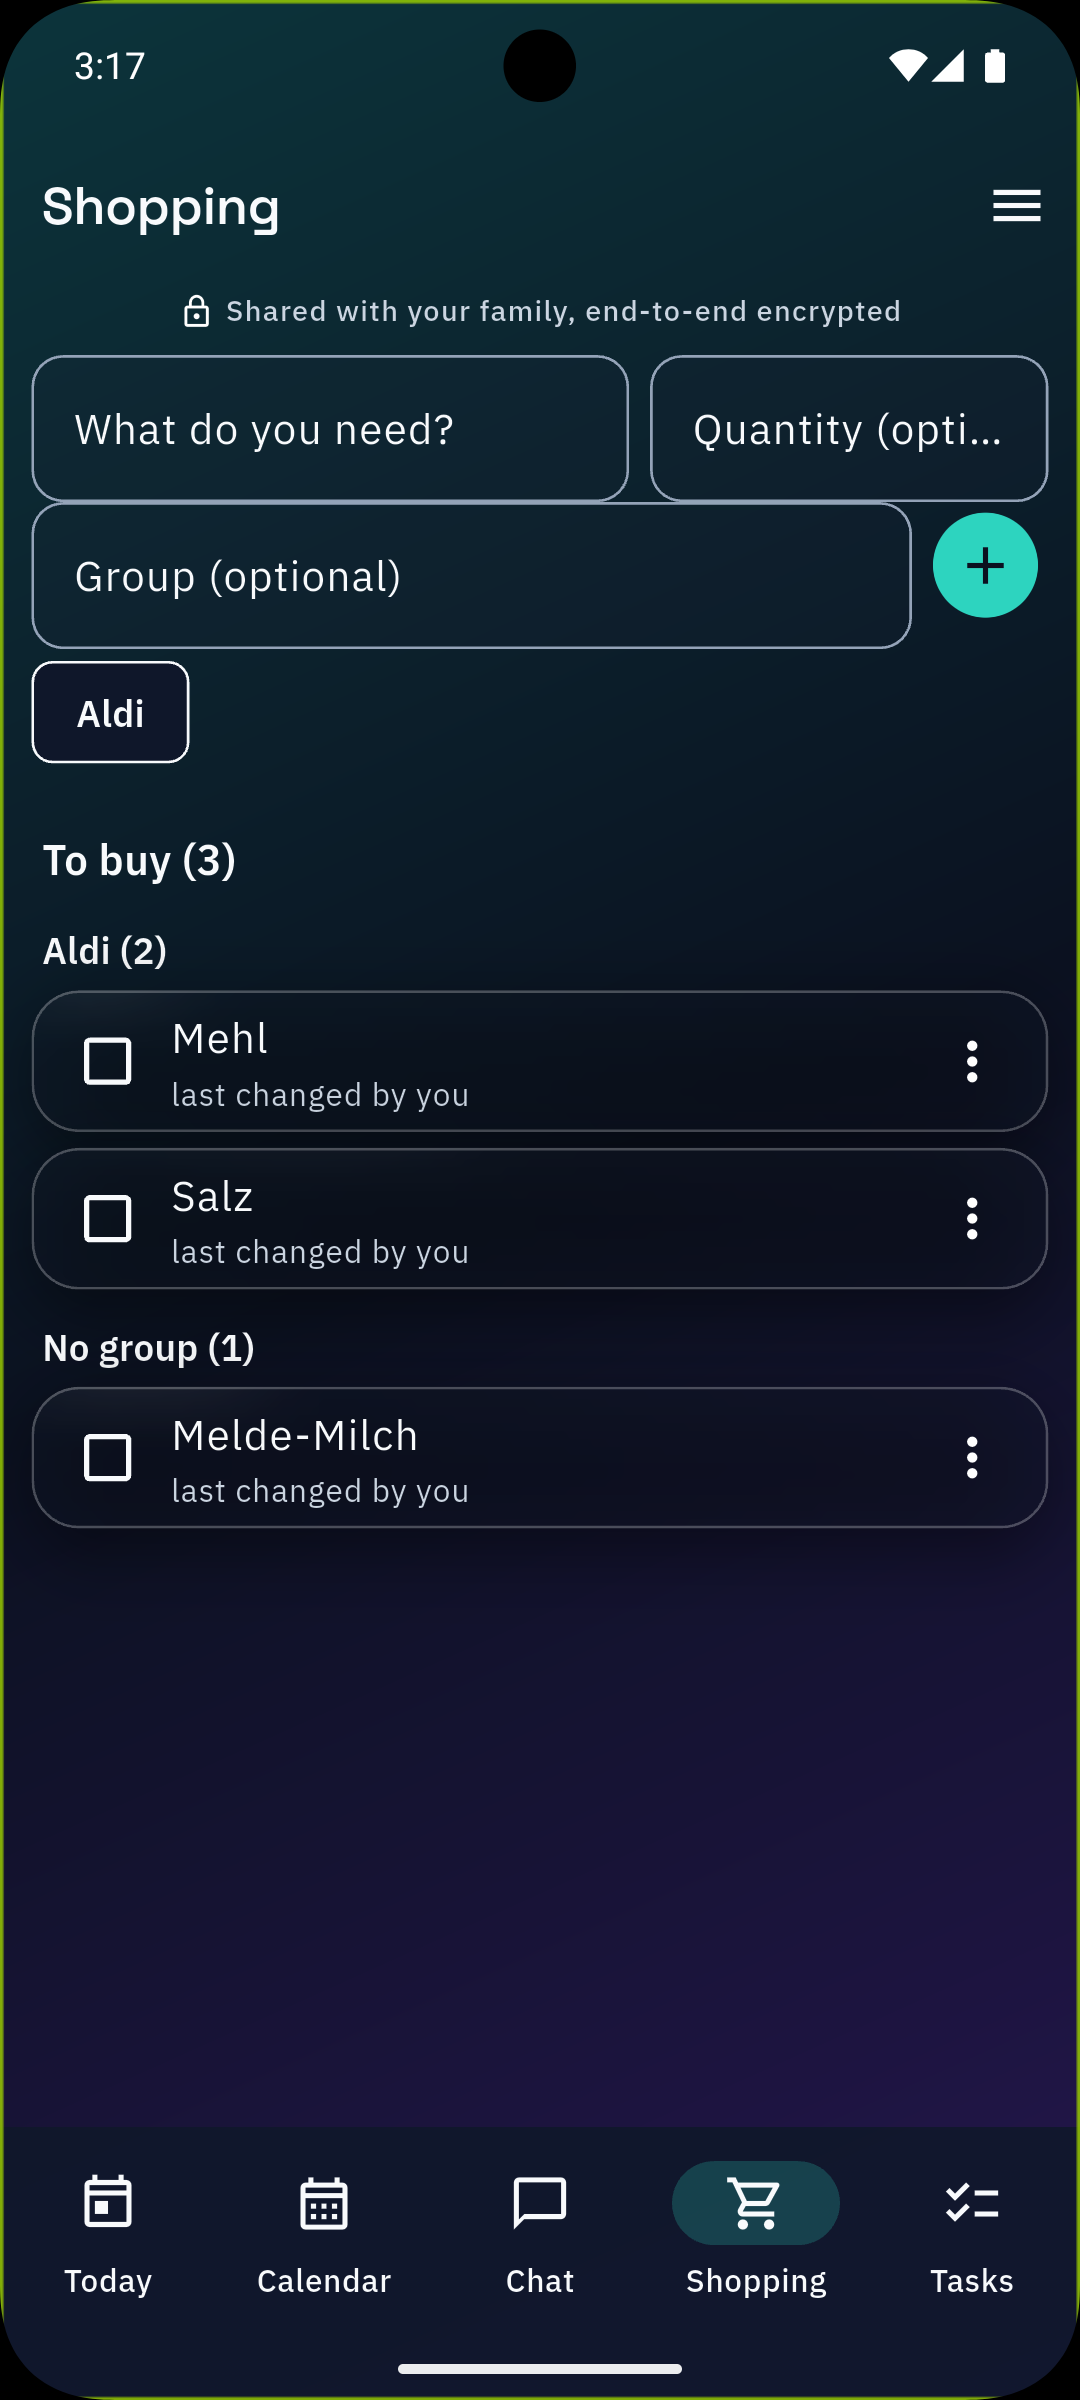 3:17
Shopping
Shared with your family, end-to-end encrypted
What do you need?
Quantity (opti...
Group (optional)
Aldi
To buy (3)
Aldi (2)
Mehl
last changed by you
Salz
last changed by you
No group (1)
Melde-Milch
last changed by you
Today Calendar Chat Shopping Tasks